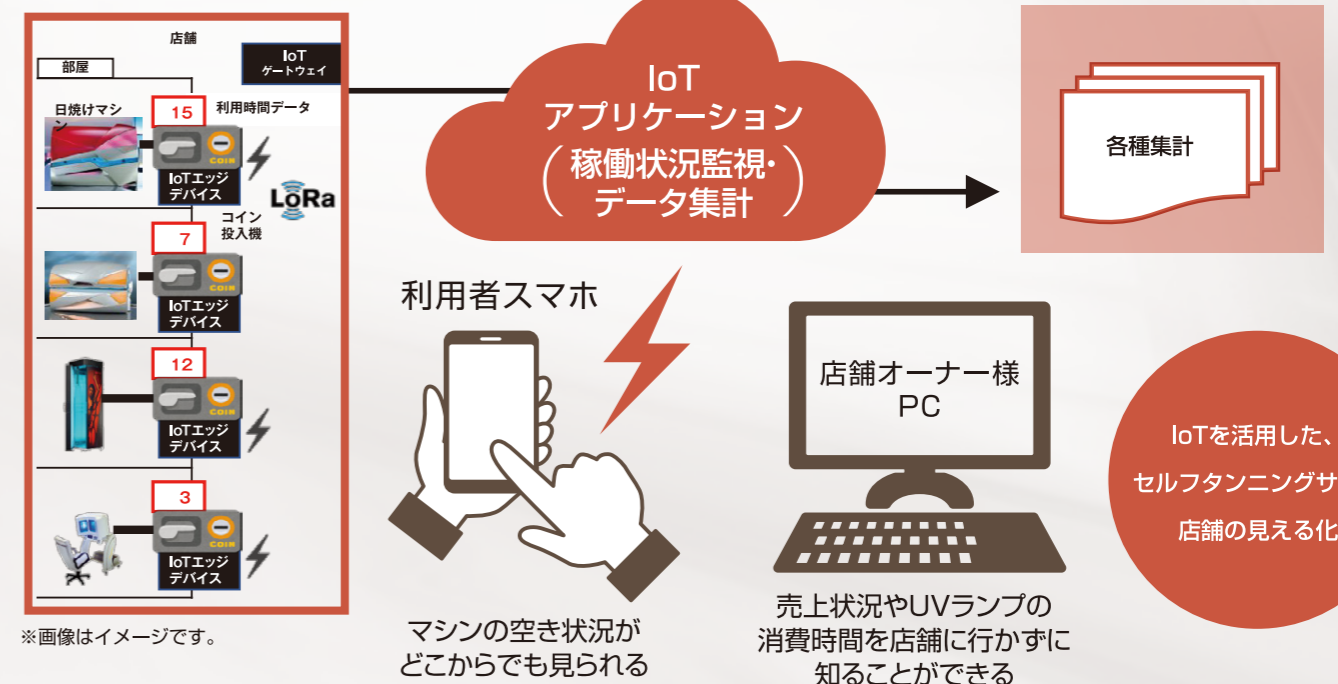 店舗
IoT
ゲートウェイ
部屋
日焼けマシ
ン
15
利用時間データ
COIN
IoTエッジ
デバイス
LoRa
コイン
投入機
7
COIN
IoTエッジ
デバイス
12
COIN
IoTエッジ
デバイス
3
COIN
IoTエッジ
デバイス
※画像はイメージです。
IoT
アプリケーション
(稼働状況監視・
データ集計)
各種集計
利用者スマホ
マシンの空き状況が
どこからでも見られる
店舗オーナー様
PC
売上状況やUVランプの
消費時間を店舗に行かずに
知ることができる
IoTを活用した、
セルフタンニングサ
店舗の見える化